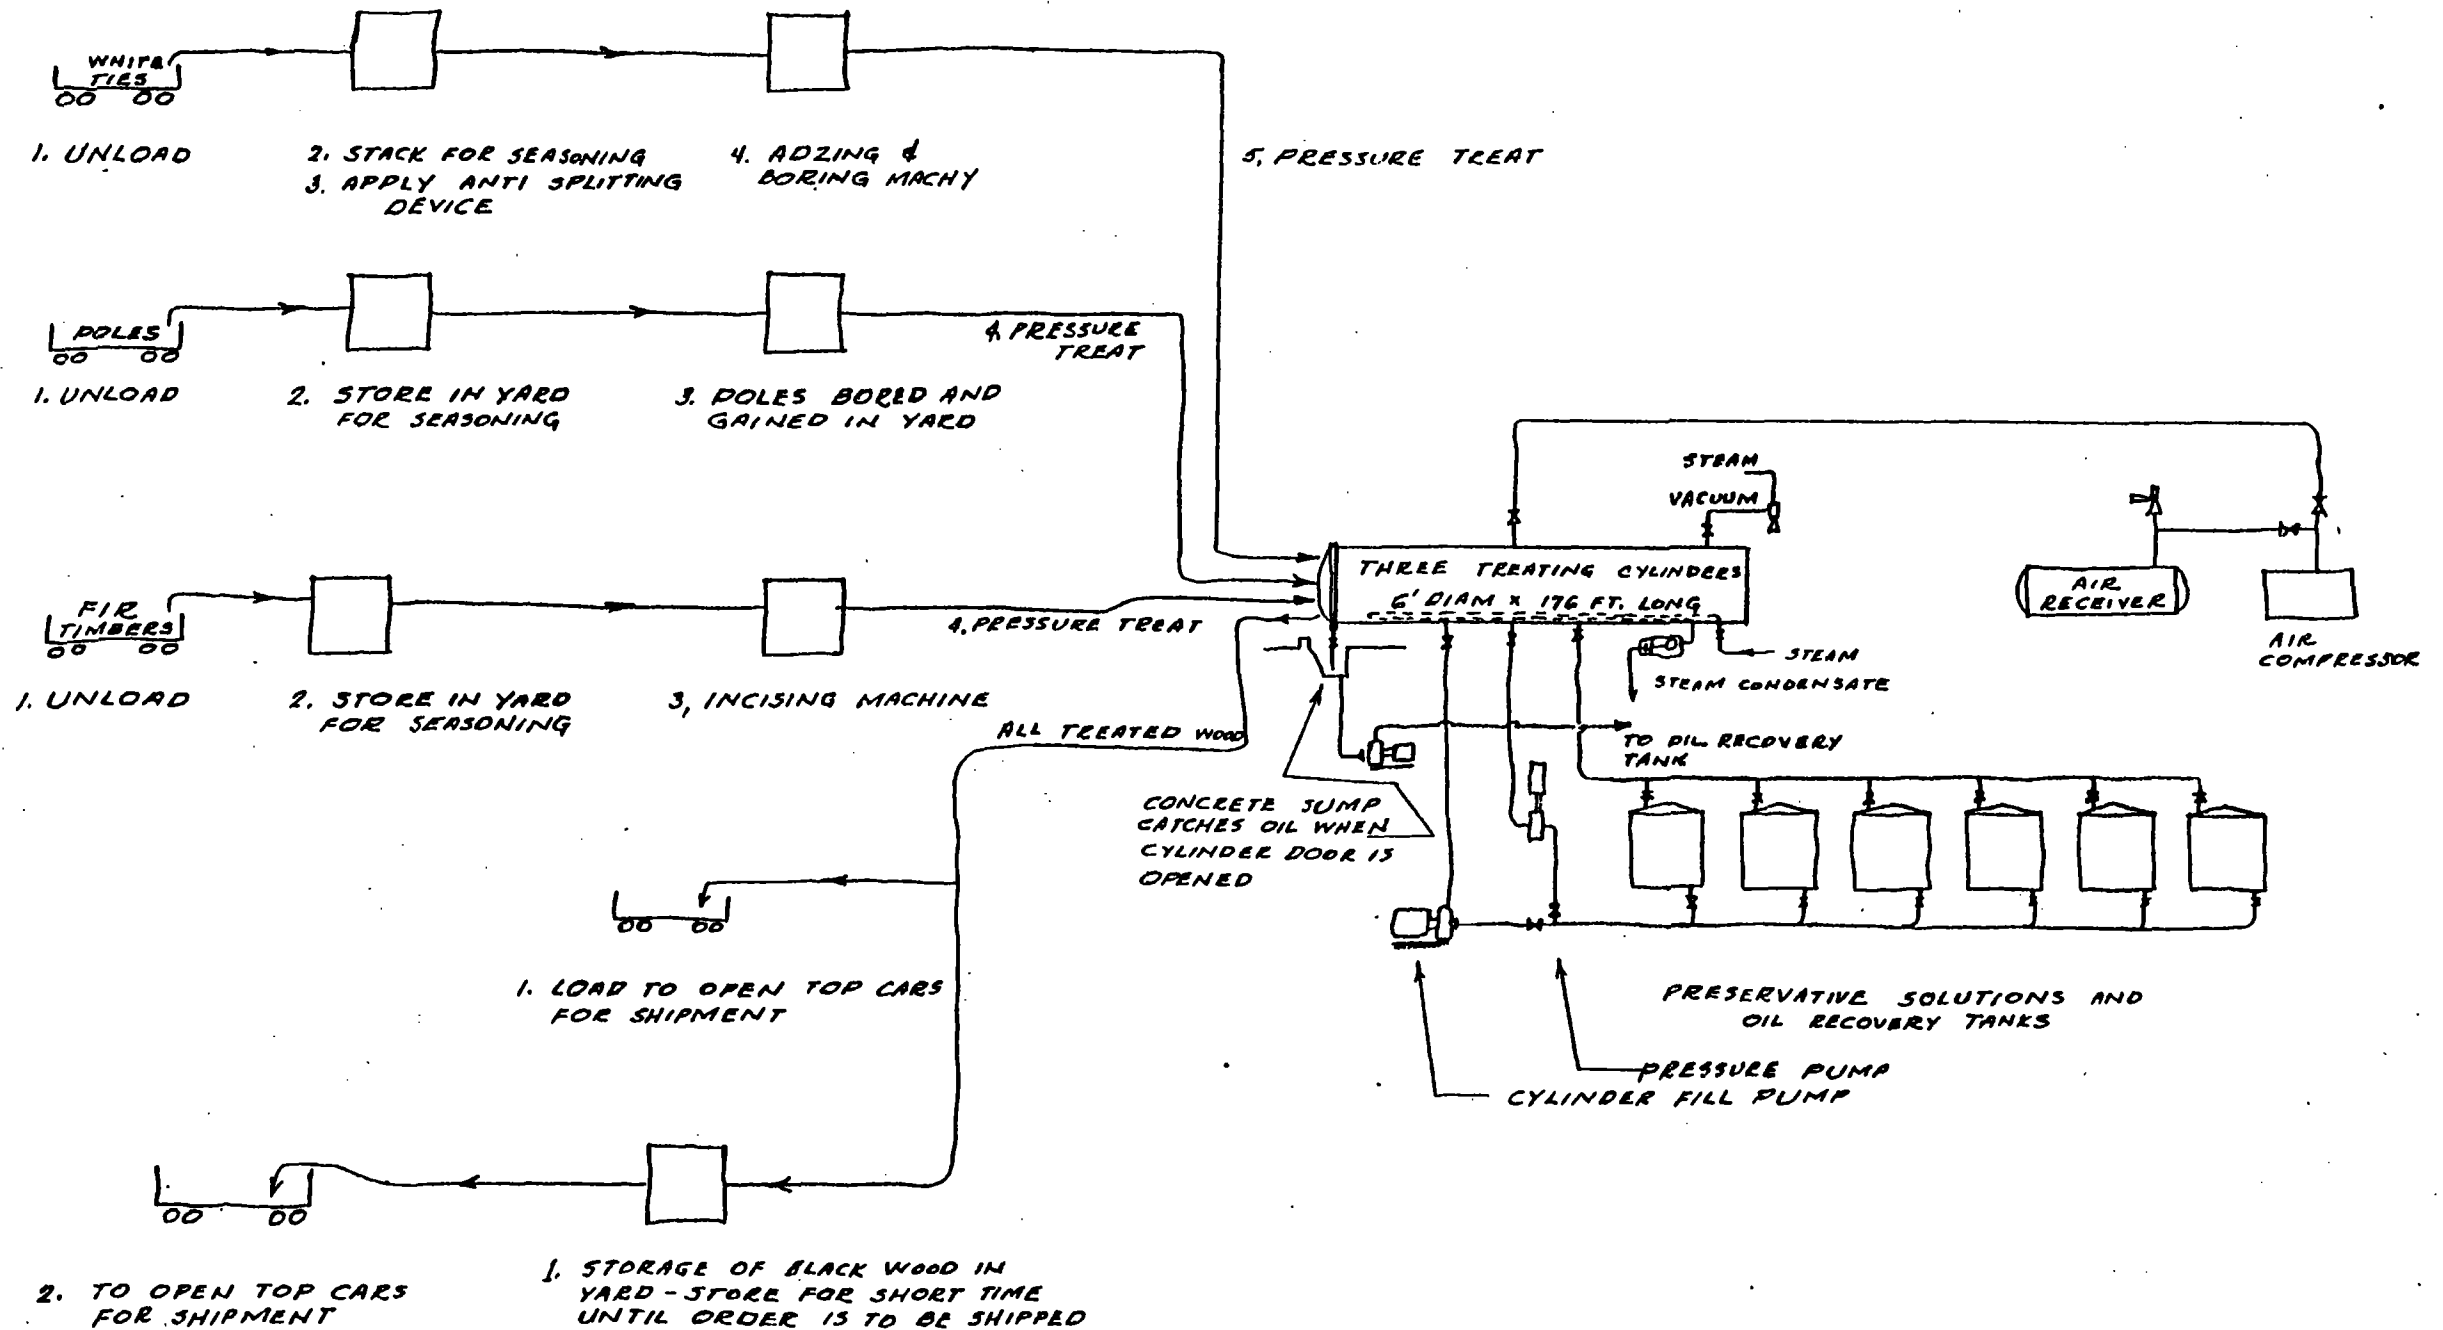 WHITE
TIES
1. UNLOAD
2. STACK FOR SEASONING
3. APPLY ANTI SPLITTING
DEVICE
4. ADZING &
BORING MACHY
5. PRESSURE TREAT
POLES
1. UNLOAD
2. STORE IN YARD
FOR SEASONING
3. POLES BORED AND
GAINED IN YARD
4. PRESSURE
TREAT
FIR
TIMBERS
1. UNLOAD
2. STORE IN YARD
FOR SEASONING
3, INCISING MACHINE
4. PRESSURE TREAT
STEAM
VACUUM
THREE TREATING CYLINDERS
6' DIAM x 176 FT. LONG
STEAM
STEAM CONDENSATE
AIR
RECEIVER
AIR
COMPRESSOR
ALL TREATED WOOD
TO OIL RECOVERY
TANK
CONCRETE SUMP
CATCHES OIL WHEN
CYLINDER DOOR IS
OPENED
1. LOAD TO OPEN TOP CARS
FOR SHIPMENT
PRESERVATIVE SOLUTIONS AND
OIL RECOVERY TANKS
PRESSURE PUMP
CYLINDER FILL PUMP
2. TO OPEN TOP CARS
FOR SHIPMENT
1. STORAGE OF BLACK WOOD IN
YARD - STORE FOR SHORT TIME
UNTIL ORDER IS TO BE SHIPPED